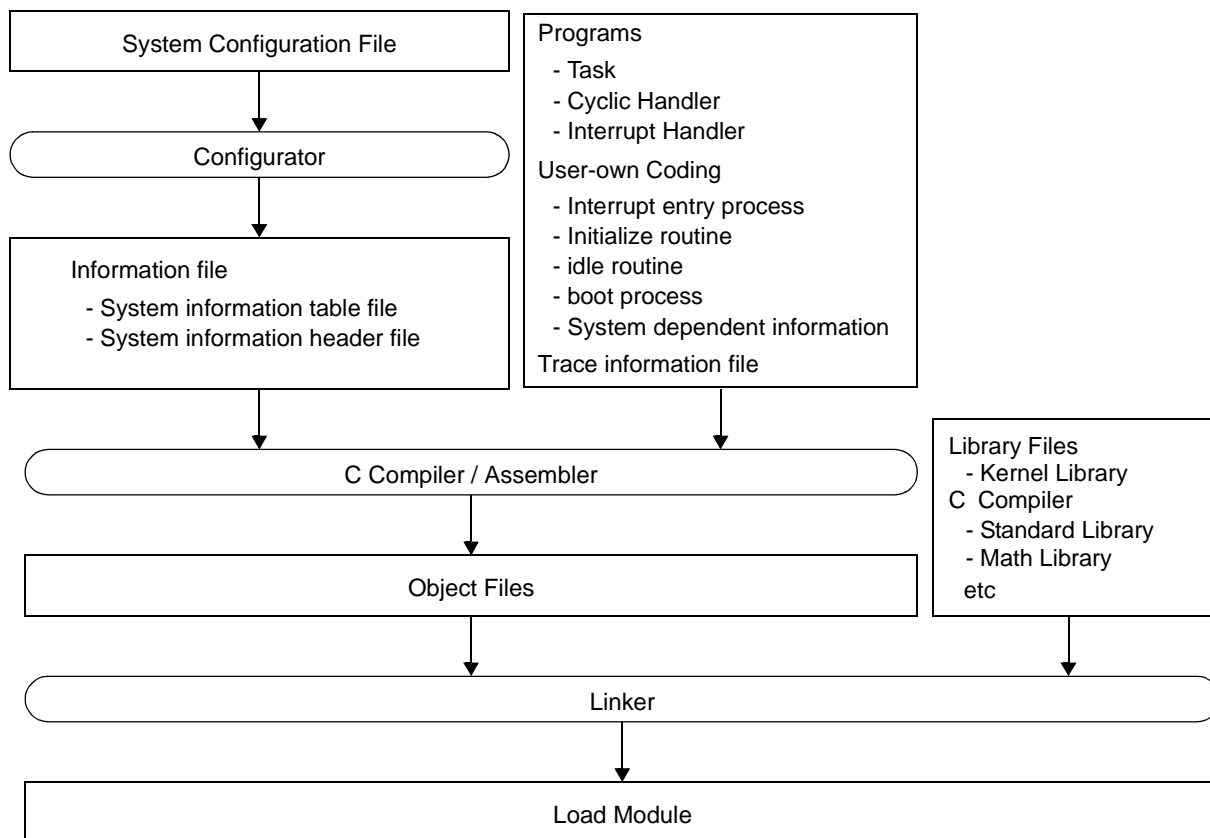 System Configuration File
Configurator
Information file
- System information table file
- System information header file
Programs
- Task
- Cyclic Handler
- Interrupt Handler
User-own Coding
- Interrupt entry process
- Initialize routine
- idle routine
- boot process
- System dependent information
Trace information file
C Compiler / Assembler
Object Files
Library Files
- Kernel Library
C Compiler
- Standard Library
- Math Library
etc
Linker
Load Module